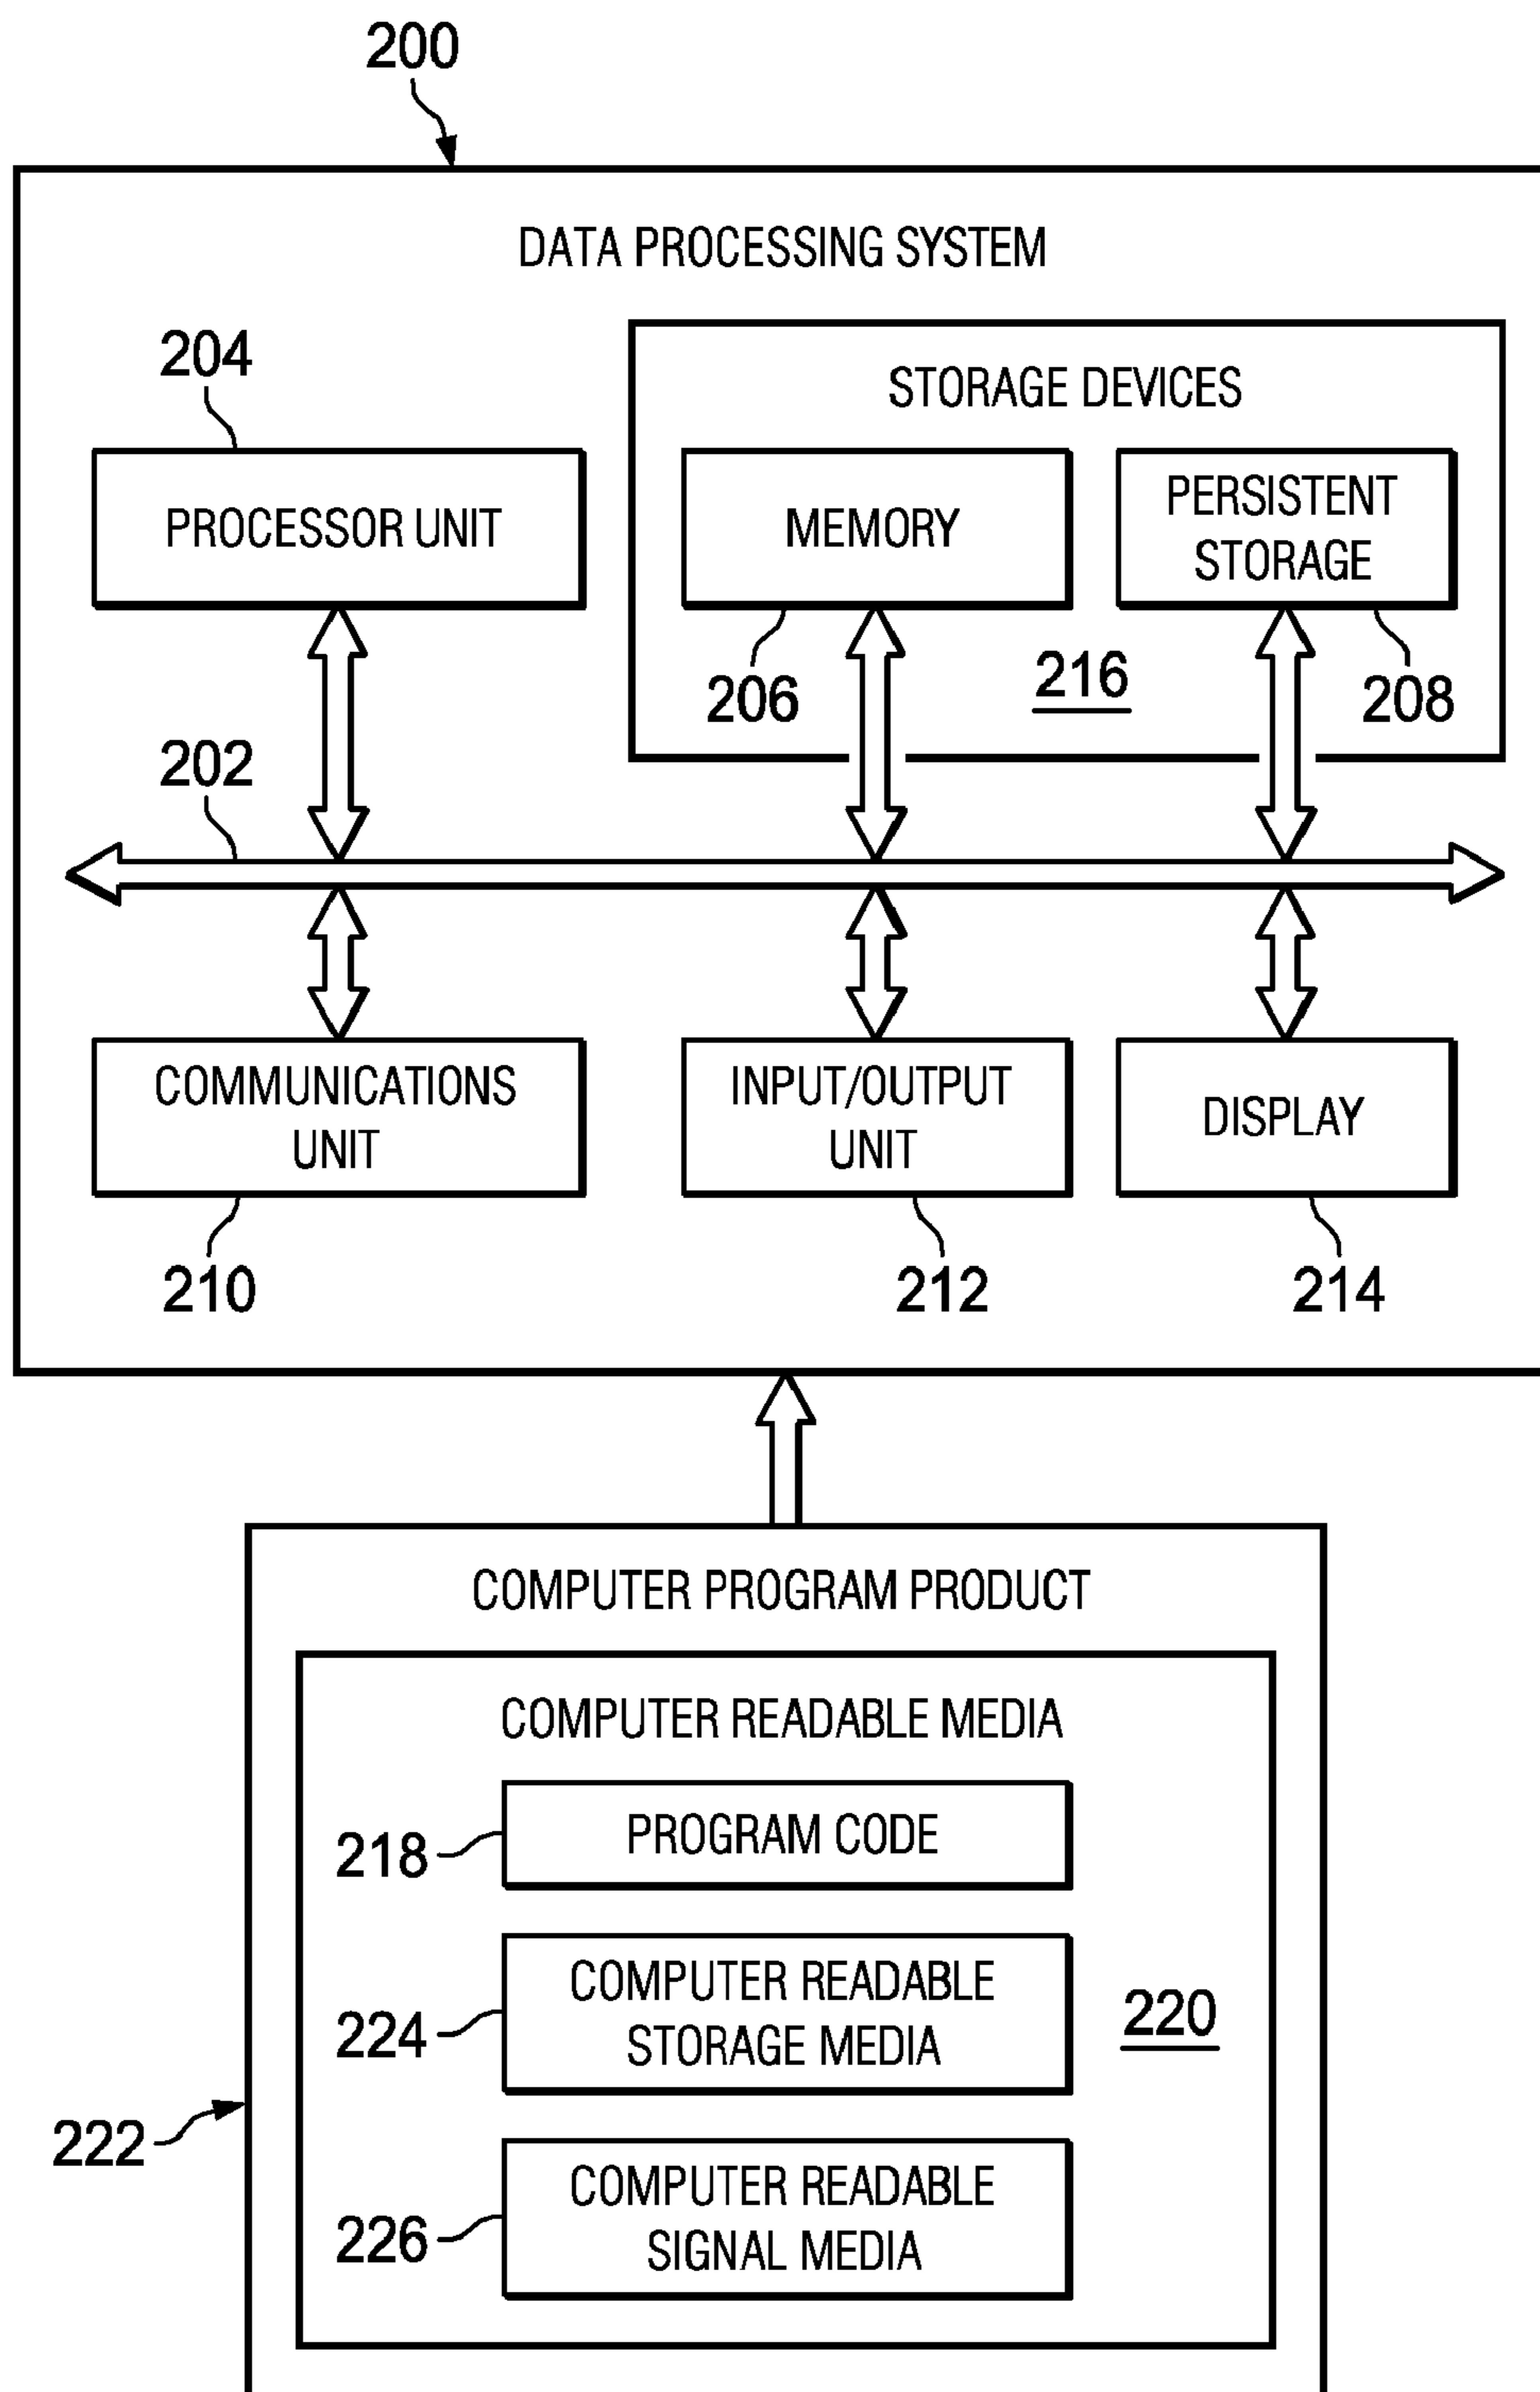 200
DATA PROCESSING SYSTEM
204
STORAGE DEVICES
PROCESSOR UNIT
MEMORY
PERSISTENT
STORAGE
206
216
208
202
COMMUNICATIONS
UNIT
INPUT/OUTPUT
UNIT
DISPLAY
210
212
214
COMPUTER PROGRAM PRODUCT
COMPUTER READABLE MEDIA
218
PROGRAM CODE
224
COMPUTER READABLE
STORAGE MEDIA
220
222
226
COMPUTER READABLE
SIGNAL MEDIA